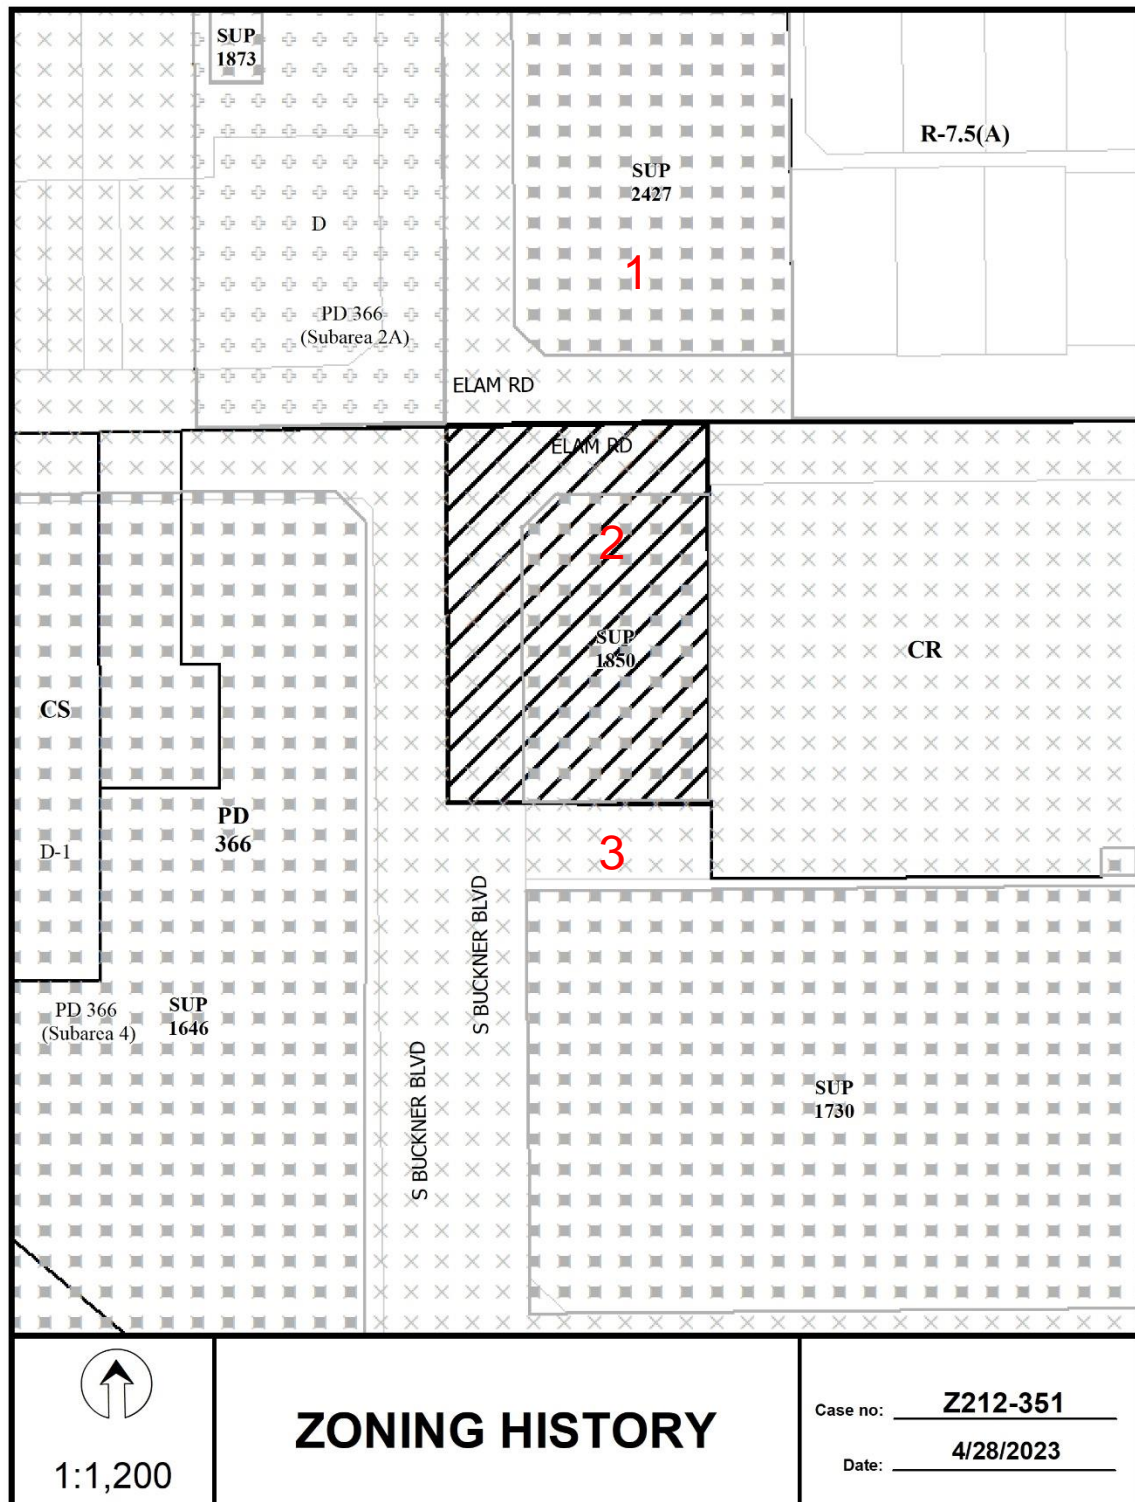 SUP
1873
R-7.5(A)
SUP
2427
D
1
PD 366
(Subarea 2A)
ELAM RD
ELAM RD
2
SUP
1850
CR
CS
PD
366
D-1
3
S BUCKNER BLVD
PD 366
(Subarea 4)
SUP
1646
S BUCKNER BLVD
SUP
1730
1:1,200
ZONING HISTORY
Case no: Z212-351
Date: 4/28/2023